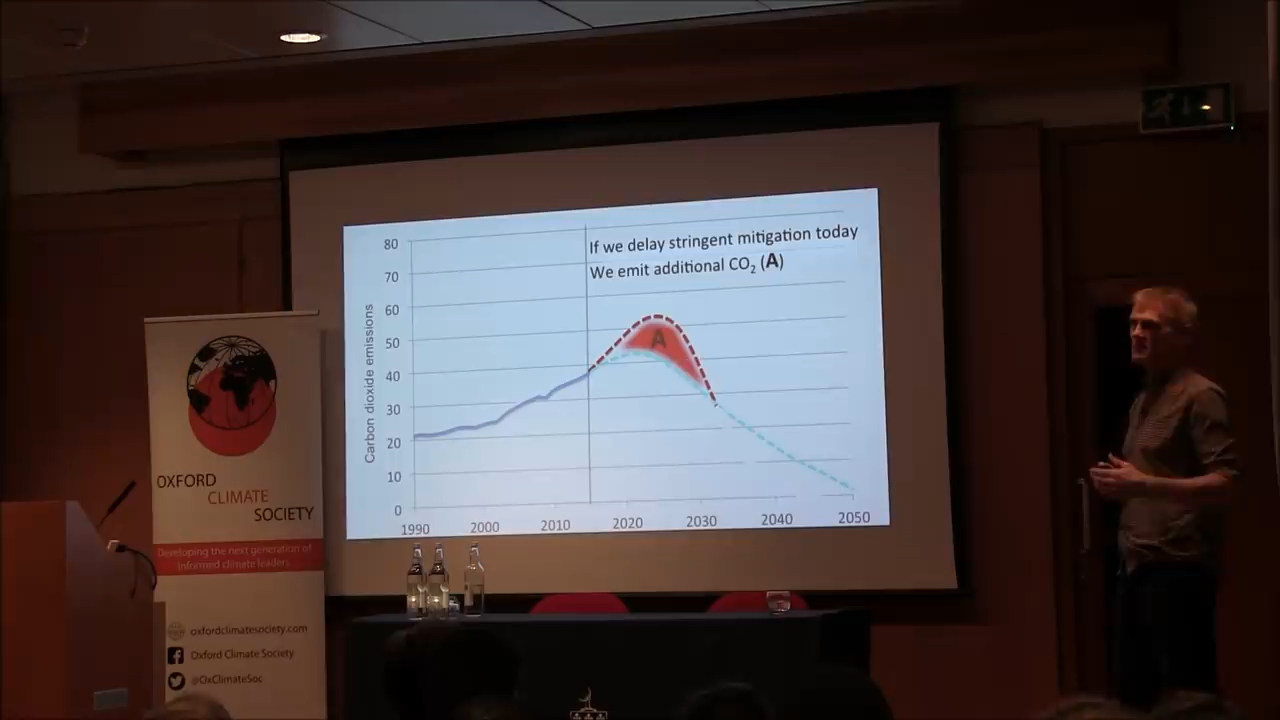 If we delay stringent mitigation today
We emit additional CO₂ (A)
Carbon dioxide emissions
80
70
60
50
40
30
20
10
0
A
1990 2000 2010 2020 2030 2040 2050
OXFORD
CLIMATE
SOCIETY
Developing the next generation of
informed climate leaders
oxfordclimatesociety.com
Oxford Climate Society
@OxClimateSoc